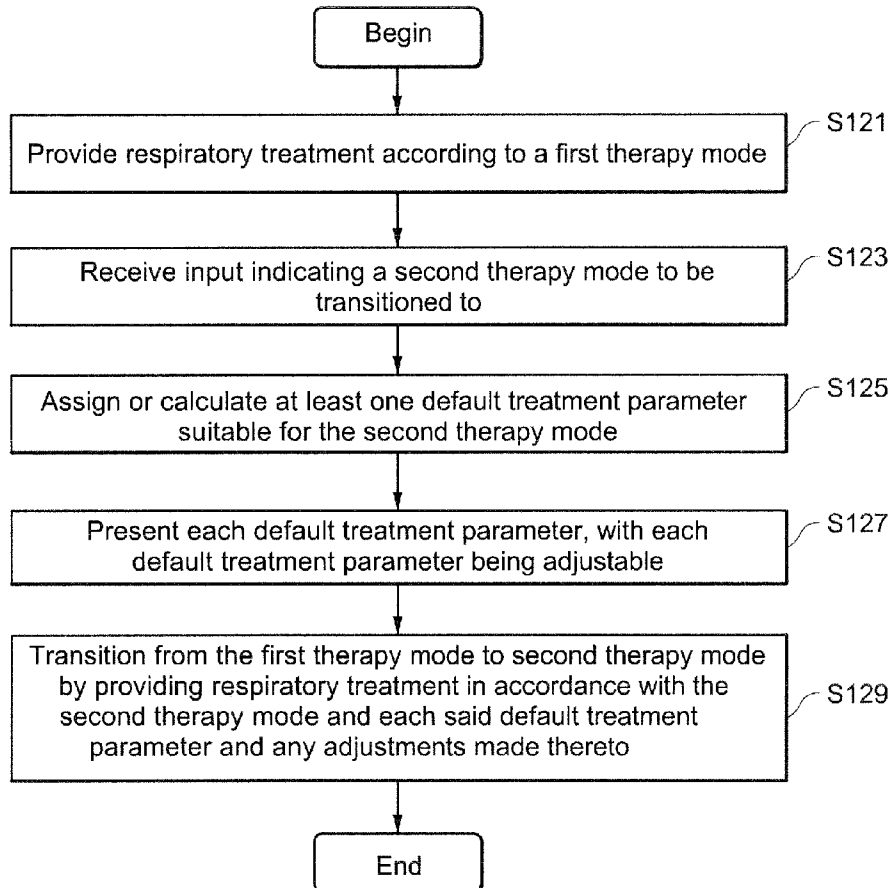 Begin
S121
Provide respiratory treatment according to a first therapy mode
S123
Receive input indicating a second therapy mode to be
transitioned to
S125
Assign or calculate at least one default treatment parameter
suitable for the second therapy mode
S127
Present each default treatment parameter, with each
default treatment parameter being adjustable
Transition from the first therapy mode to second therapy mode
by providing respiratory treatment in accordance with the
S129
second therapy mode and each said default treatment
parameter and any adjustments made thereto
End